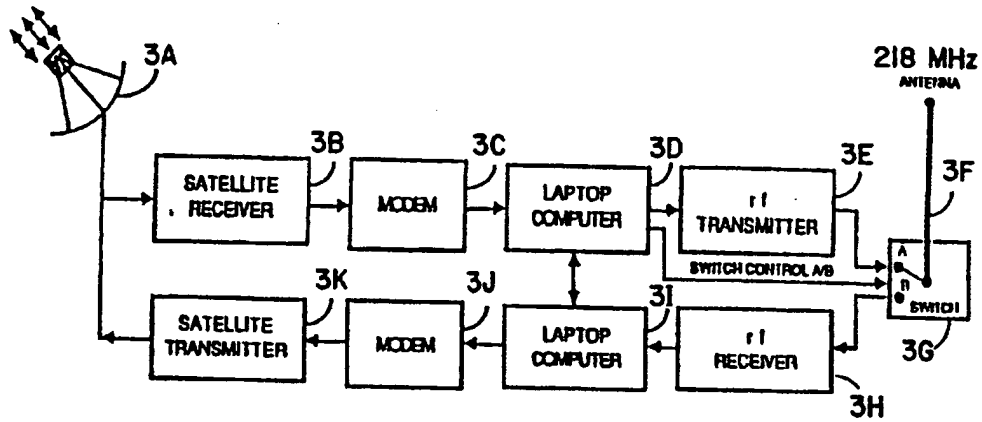 3A
218 MHz
ANTENNA
3B
3C
3D
3E
3F
SATELLITE
RECEIVER
MODEM
LAPTOP
COMPUTER
rf
TRANSMITTER
A
SWITCH CONTROL A/B
B
SWITCH
3G
3K
3J
3I
SATELLITE
TRANSMITTER
MODEM
LAPTOP
COMPUTER
rf
RECEIVER
3H